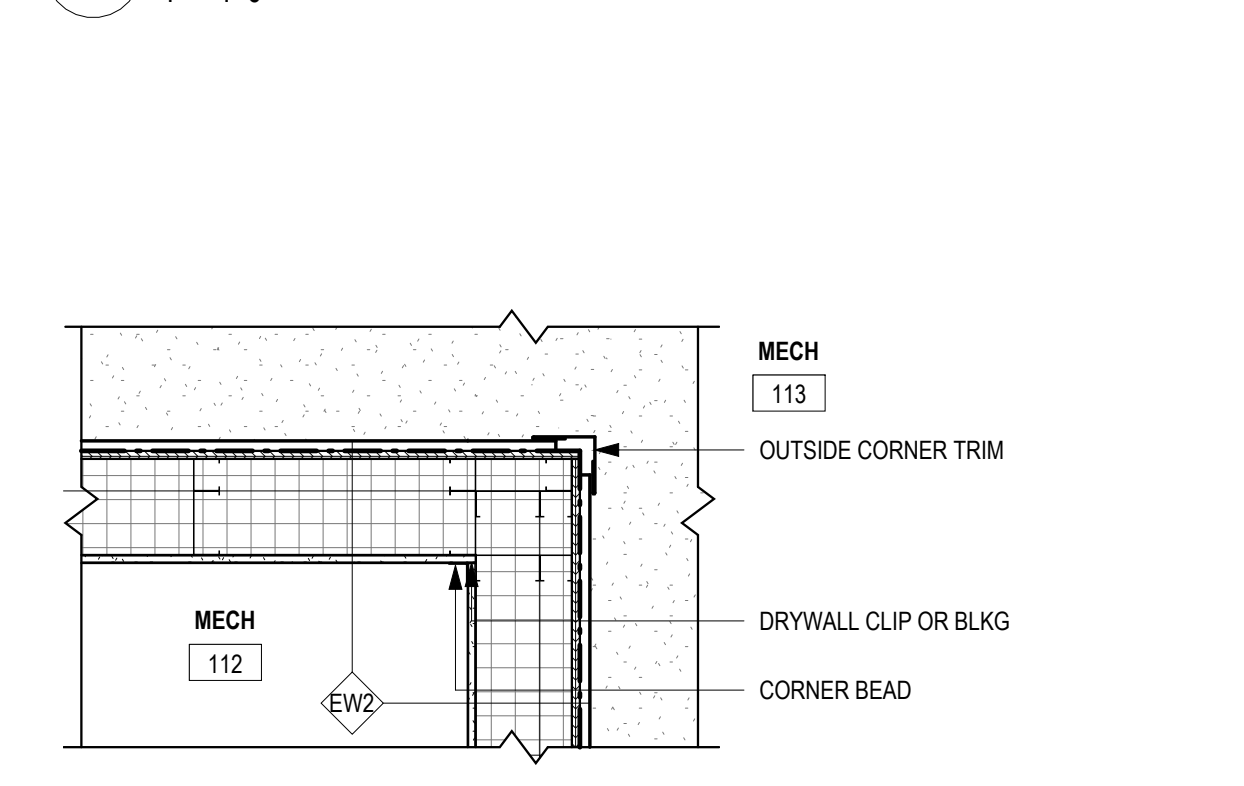 MECH
113
OUTSIDE CORNER TRIM
DRYWALL CLIP OR BLKG
MECH
112
EW2
CORNER BEAD